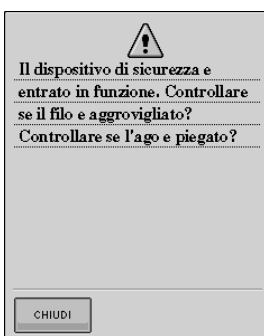 Il dispositivo di sicurezza e
entrato in funzione. Controllare
se il filo e aggrovigliato?
Controllare se l'ago e piegato?
CHIUDI